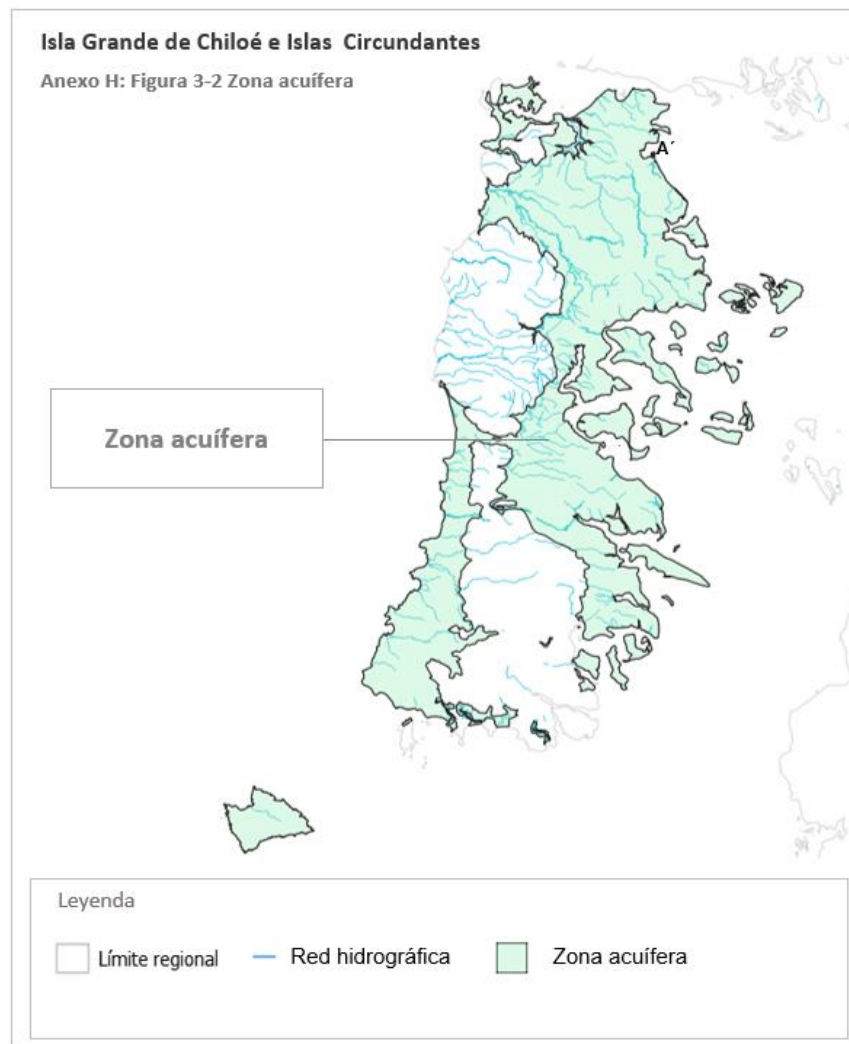 Isla Grande de Chiloé e Islas Circundantes
Anexo H: Figura 3-2 Zona acuífera
A´
Zona acuífera
Leyenda
Límite regional
Red hidrográfica
Zona acuífera